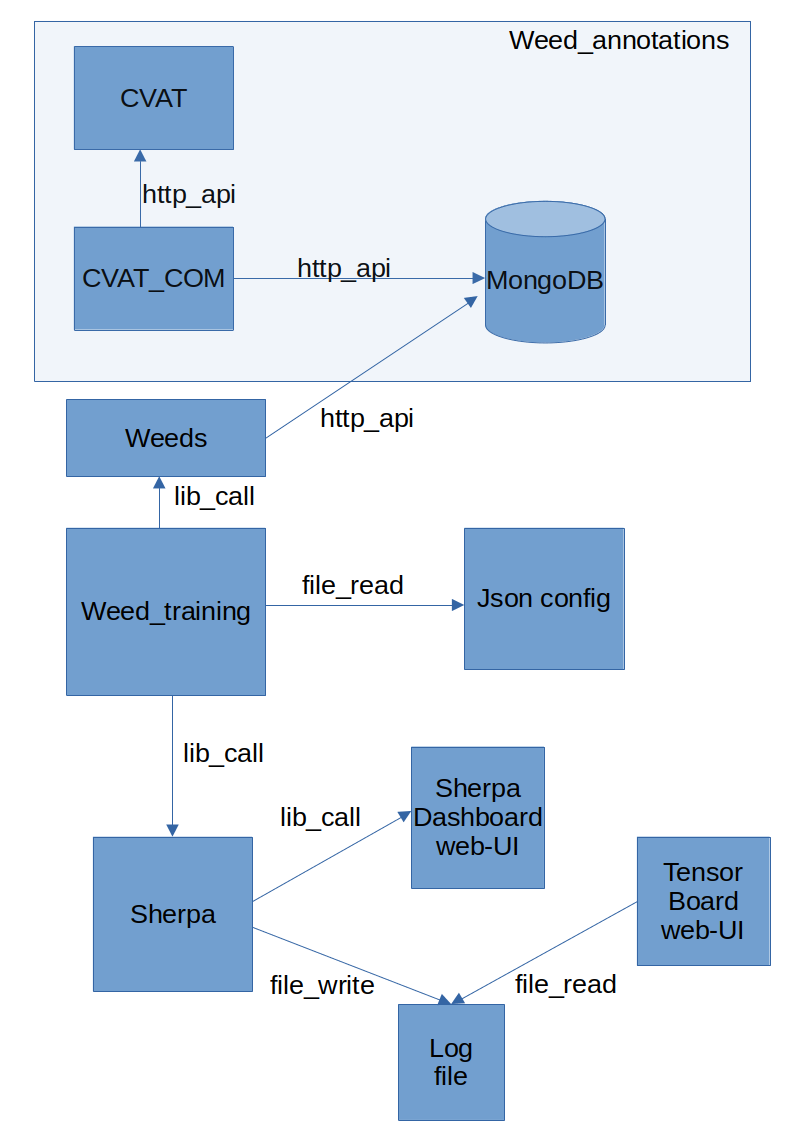 Weed_annotations
CVAT
http_api
CVAT_COM
http_api
MongoDB
http_api
Weeds
lib_call
Weed_training
file_read
Json config
lib_call
Sherpa
Dashboard
web-UI
lib_call
Tensor
Board
web-UI
Sherpa
file_write
file_read
Log
file